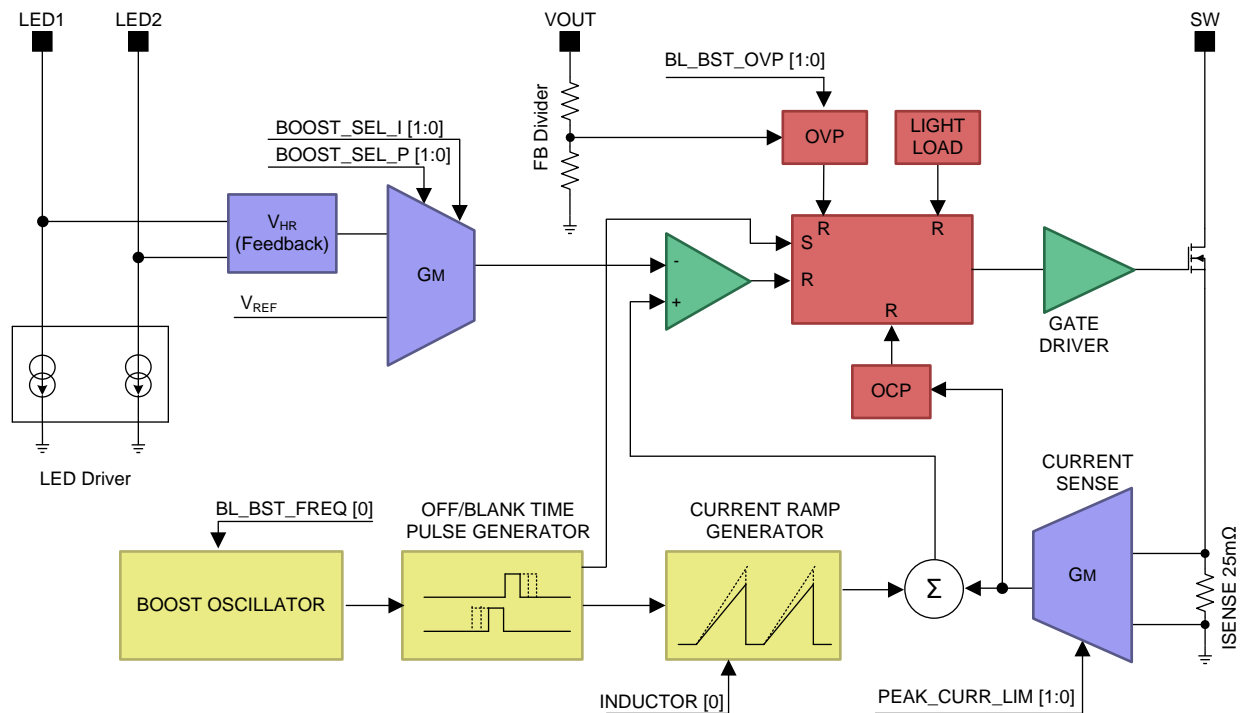 LED1
LED2
VOUT
SW
BL_BST_OVP [1:0]
FB Divider
OVP
LIGHT
LOAD
BOOST_SEL_I [1:0]
BOOST_SEL_P [1:0]
VHR
(Feedback)
GM
VREF
-
+
S
R
R
R
R
GATE
DRIVER
OCP
LED Driver
CURRENT
SENSE
GM
ISENSE 25mΩ
BL_BST_FREQ [0]
OFF/BLANK TIME
PULSE GENERATOR
CURRENT RAMP
GENERATOR
BOOST OSCILLATOR
Σ
INDUCTOR [0]
PEAK_CURR_LIM [1:0]